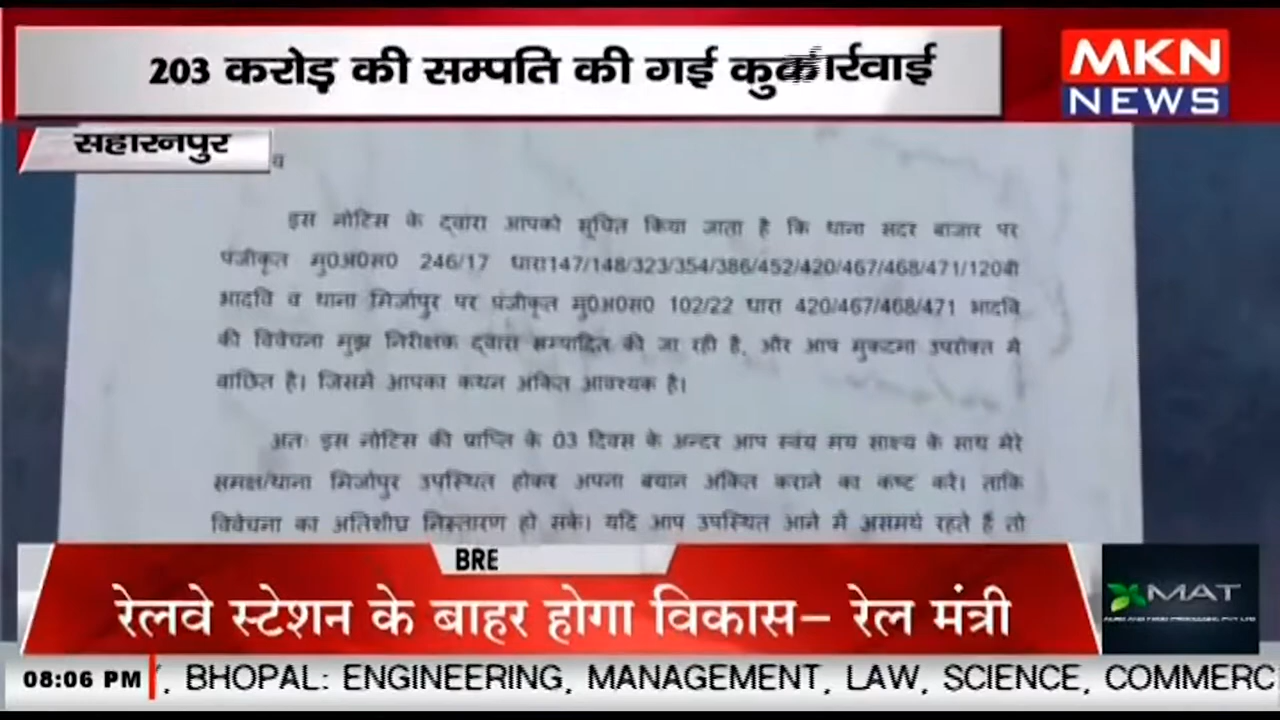 203 करोड़ की सम्पति की गई
MKN
NEWS
सहारनपुर
इस नोटिस के द्वारा आपको सूचित किया जाता है कि थाना सदर बाजार पर
पंजीकृत मु0अ0स0 246/17 धारा147/148/323/354/386/452/420/467/468/471/120बी
भादवि व थाना मिर्जापुर पर पंजीकृत मु0अ0स0 102/22 धारा 420/467/468/471 भादवि
की विवेचना मुझ निरीक्षक द्वारा सम्पादित की जा रही है, और आप मुकदमा उपरोक्त मे
वांछित है। जिसमे आपका कथन अंकित आवश्यक है।
अतः इस नोटिस की प्राप्ति के 03 दिवस के अन्दर आप स्वंय मय साक्ष्य के साथ मेरे
समक्ष/थाना मिर्जापुर उपस्थित होकर अपना बयान अंकित कराने का कष्ट करे। ताकि
विवेचना का अतिशीघ्र निस्तारण हो सके। यदि आप उपस्थित आने मे असमर्थ रहते है तो
BRE
रेलवे स्टेशन के बाहर होगा विकास– रेल मंत्री
XMAT
08:06 PM , BHOPAL: ENGINEERING, MANAGEMENT, LAW, SCIENCE, COMMERC